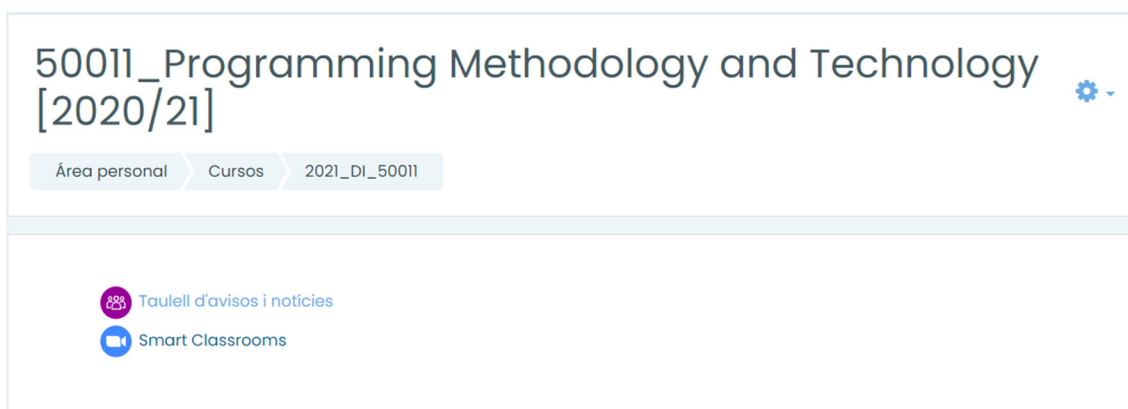 50011_Programming Methodology and Technology
[2020/21]
Área personal Cursos 2021_DI_50011
Taulell d'avisos i notícies
Smart Classrooms